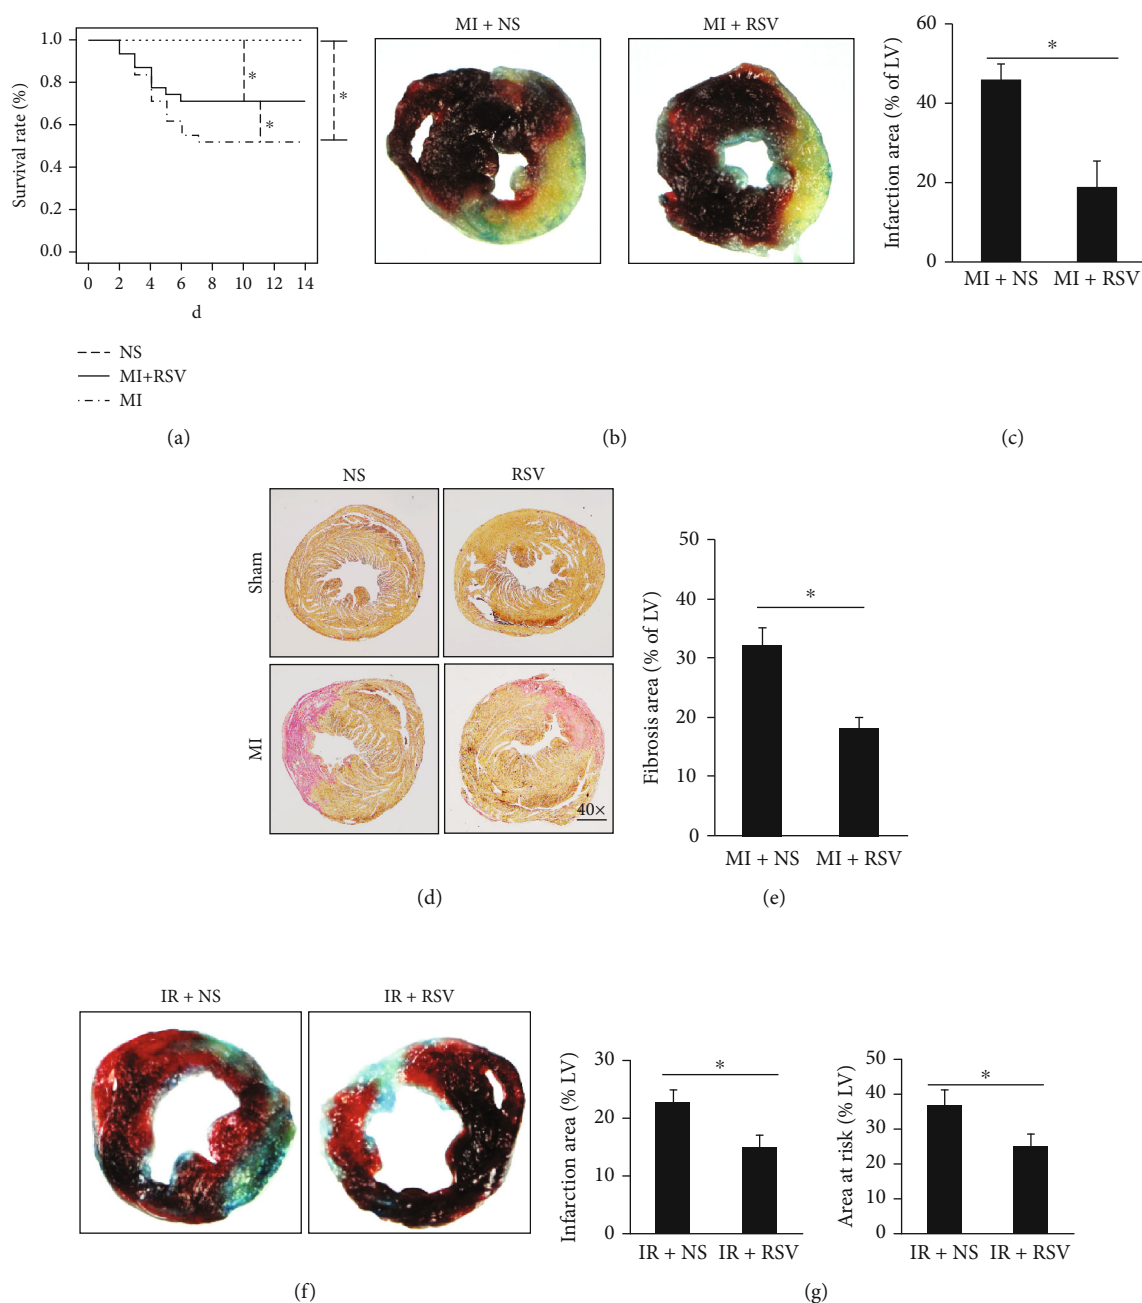 1.0
0.8
0.6
0.4
0.2
0.0
Survival rate (%)
*
*
*
0 2 4 6 8 10 12 14
d
NS
MI+RSV
MI
(a)
MI + NS MI + RSV
(b)
60
40
20
0
Infarction area (% of LV)
*
MI + NS MI + RSV
(c)
NS RSV
Sham
MI
40×
(d)
50
40
30
20
10
0
Fibrosis area (% of LV)
*
MI + NS MI + RSV
(e)
IR + NS IR + RSV
(f)
30
20
10
0
Infarction area (% LV)
*
IR + NS IR + RSV
50
40
30
20
10
0
Area at risk (% LV)
*
IR + NS IR + RSV
(g)